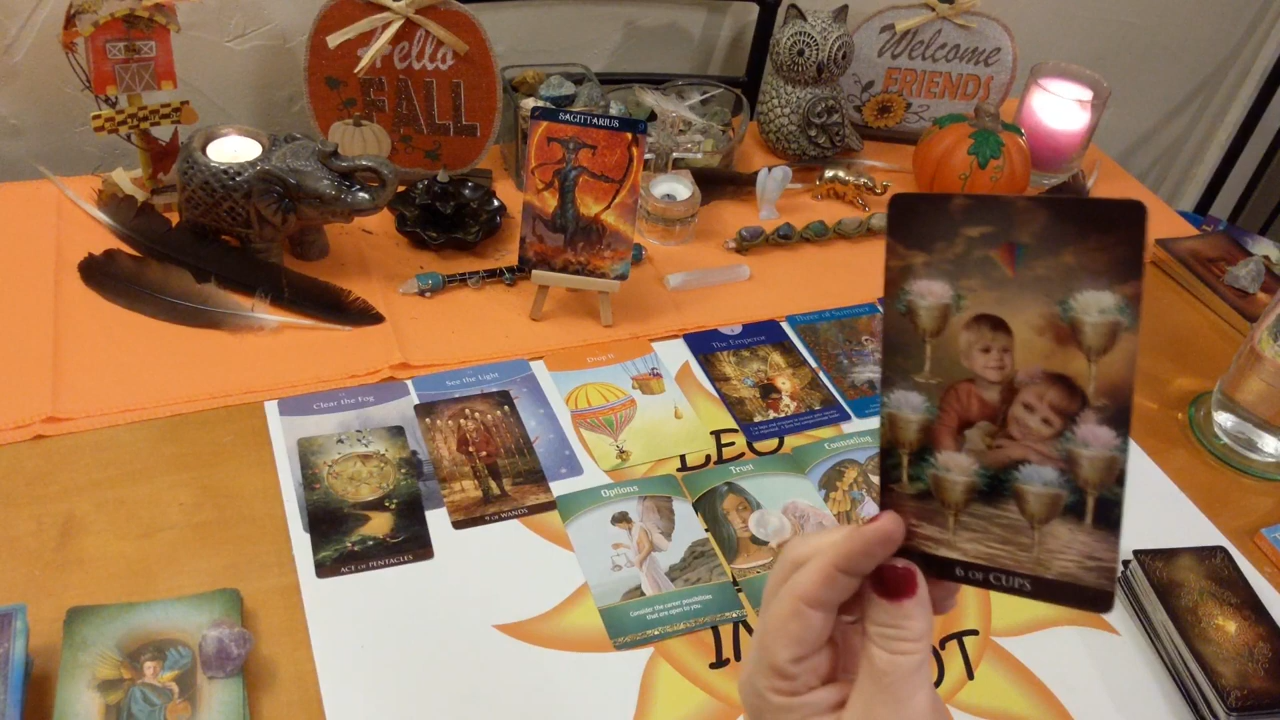 Hello
FALL
Welcome
FRIENDS
SAGITTARIUS
9
Clear the Fog
See the Light
Drop It
The Emperor
Three of Summer
ACE OF PENTACLES
9 OF WANDS
LEO
Options
Trust
Counseling
Consider the career possibilities
that are open to you.
6 OF CUPS